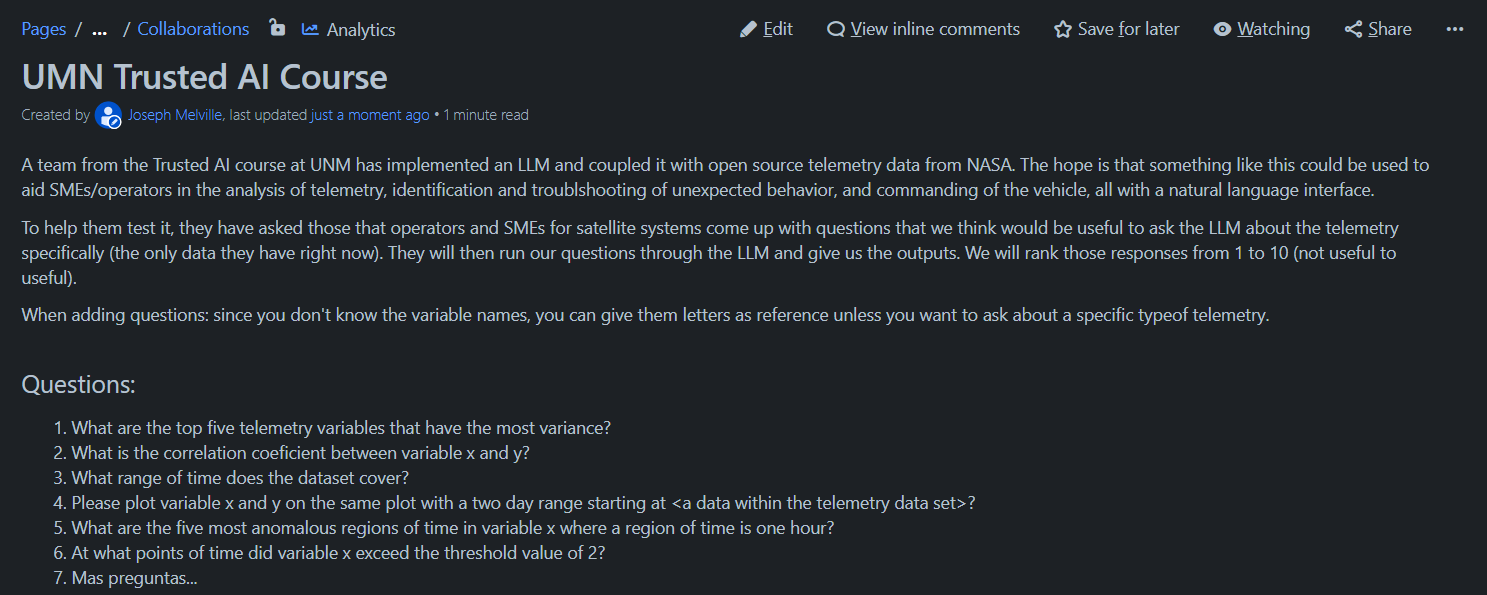 Pages / ... / Collaborations Analytics Edit View inline comments Save for later Watching Share ...
UMN Trusted AI Course
Created by Joseph Melville, last updated just a moment ago • 1 minute read
A team from the Trusted AI course at UNM has implemented an LLM and coupled it with open source telemetry data from NASA. The hope is that something like this could be used to
aid SMEs/operators in the analysis of telemetry, identification and troublshooting of unexpected behavior, and commanding of the vehicle, all with a natural language interface.
To help them test it, they have asked those that operators and SMEs for satellite systems come up with questions that we think would be useful to ask the LLM about the telemetry
specifically (the only data they have right now). They will then run our questions through the LLM and give us the outputs. We will rank those responses from 1 to 10 (not useful to
useful).
When adding questions: since you don't know the variable names, you can give them letters as reference unless you want to ask about a specific typeof telemetry.
Questions:
1. What are the top five telemetry variables that have the most variance?
2. What is the correlation coeficient between variable x and y?
3. What range of time does the dataset cover?
4. Please plot variable x and y on the same plot with a two day range starting at <a data within the telemetry data set>?
5. What are the five most anomalous regions of time in variable x where a region of time is one hour?
6. At what points of time did variable x exceed the threshold value of 2?
7. Mas preguntas...